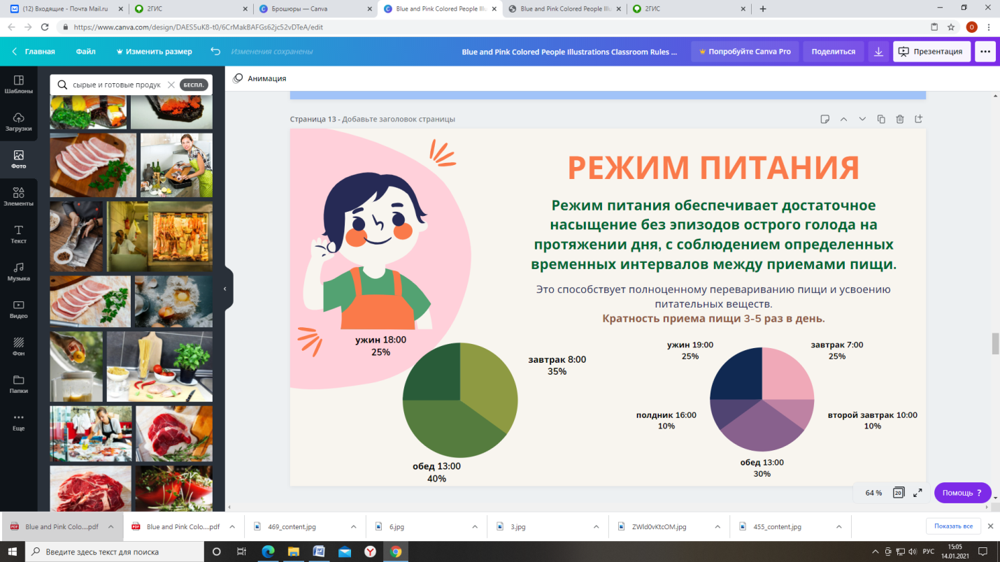 (12) Входящие - Почта Mail.ru
2ГИС
Брошюры — Canva
Blue and Pink Colored People Illu
Blue and Pink Colored People Illu
2ГИС
https://www.canva.com/design/DAES5uK8-t0/6CrMakBAFGs62jc52vDTeA/edit
О
Главная
Файл
Изменить размер
Изменения сохранены
Blue and Pink Colored People Illustrations Classroom Rules ...
Попробуйте Canva Pro
Поделиться
Презентация
Шаблоны
Загрузки
Фото
Элементы
Текст
Музыка
Видео
Фон
Папки
Еще
сырые и готовые продук
БЕСПЛ.
Анимация
Страница 13 - Добавьте заголовок страницы
РЕЖИМ ПИТАНИЯ
Режим питания обеспечивает достаточное
насыщение без эпизодов острого голода на
протяжении дня, с соблюдением определенных
временных интервалов между приемами пищи.
Это способствует полноценному перевариванию пищи и усвоению
питательных веществ.
Кратность приема пищи 3-5 раз в день.
ужин 18:00
25%
завтрак 8:00
35%
обед 13:00
40%
ужин 19:00
25%
завтрак 7:00
25%
полдник 16:00
10%
второй завтрак 10:00
10%
обед 13:00
30%
64 %
20
Помощь ?
Blue and Pink Colo....pdf
Blue and Pink Colo....pdf
469_content.jpg
6.jpg
3.jpg
ZWld0vKtcOM.jpg
455_content.jpg
Показать все
Введите здесь текст для поиска
РУС
15:05
14.01.2021